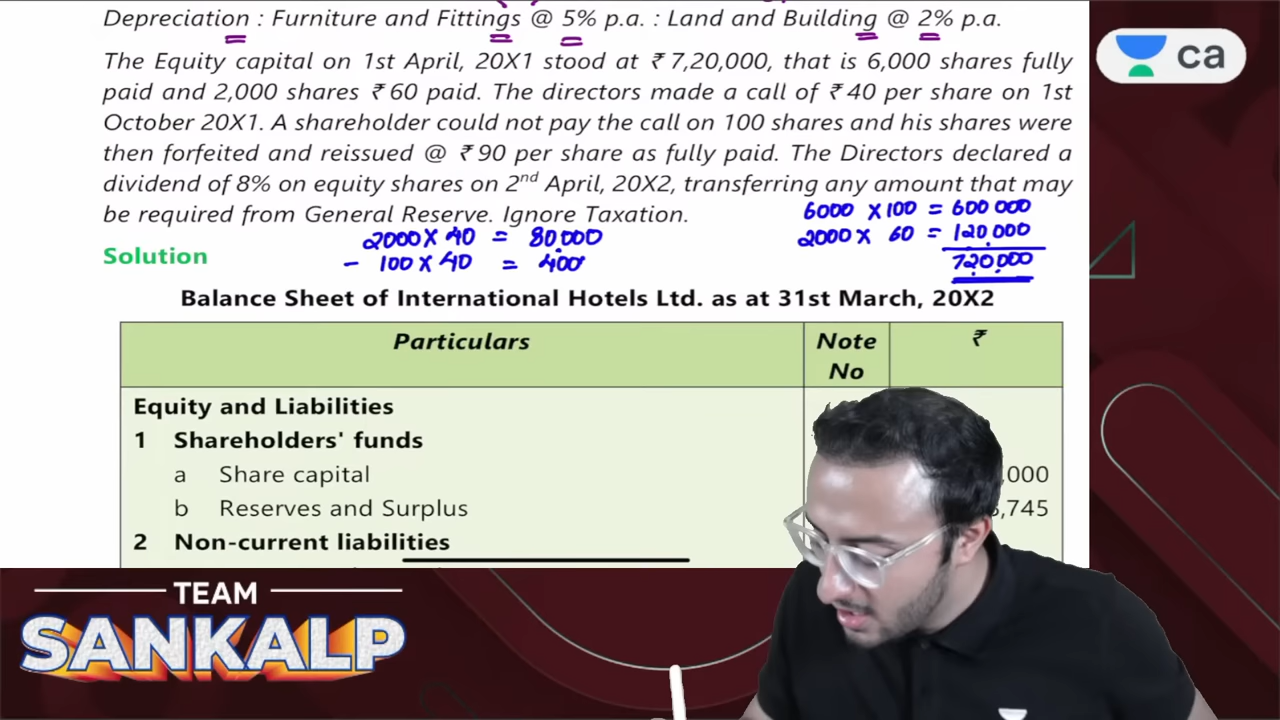 Depreciation : Furniture and Fittings @ 5% p.a. : Land and Building @ 2% p.a.
ca
The Equity capital on 1st April, 20X1 stood at ₹ 7,20,000, that is 6,000 shares fully
paid and 2,000 shares ₹ 60 paid. The directors made a call of ₹ 40 per share on 1st
October 20X1. A shareholder could not pay the call on 100 shares and his shares were
then forfeited and reissued @ ₹ 90 per share as fully paid. The Directors declared a
dividend of 8% on equity shares on 2nd April, 20X2, transferring any amount that may
be required from General Reserve. Ignore Taxation.
6000 x 100 = 600 000
2000 x 40 = 80,000
2000 x 60 = 120,000
Solution
- 100 x 40 = 400
720,000
Balance Sheet of International Hotels Ltd. as at 31st March, 20X2
Particulars Note No ₹
Equity and Liabilities
1 Shareholders' funds
a Share capital ,000
b Reserves and Surplus ,745
2 Non-current liabilities
TEAM
SANKALP